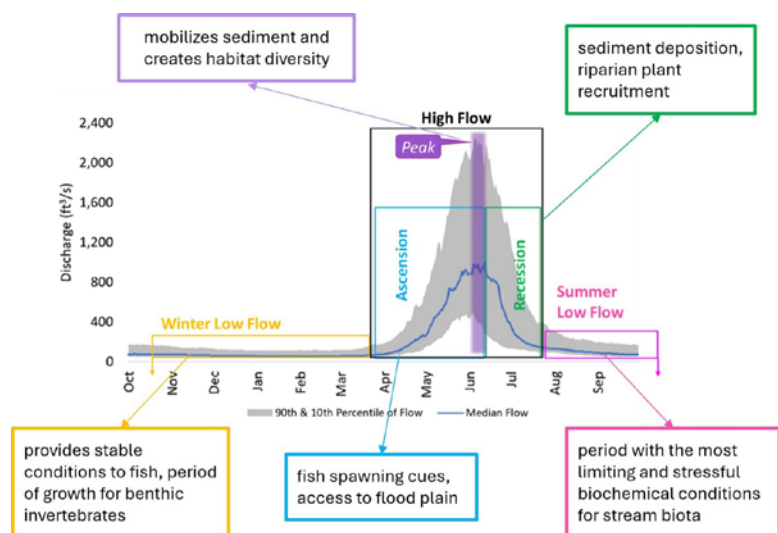 mobilizes sediment and
creates habitat diversity
sediment deposition,
riparian plant
recruitment
High Flow
Peak
2,400
2,000
1,600
1,200
800
400
0
Discharge (ft³/s)
Ascension
Recession
Winter Low Flow
Summer
Low Flow
Oct
Nov
Dec
Jan
Feb
Mar
Apr
May
Jun
Jul
Aug
Sep
90th & 10th Percentile of Flow
Median Flow
provides stable
conditions to fish, period
of growth for benthic
invertebrates
fish spawning cues,
access to flood plain
period with the most
limiting and stressful
biochemical conditions
for stream biota